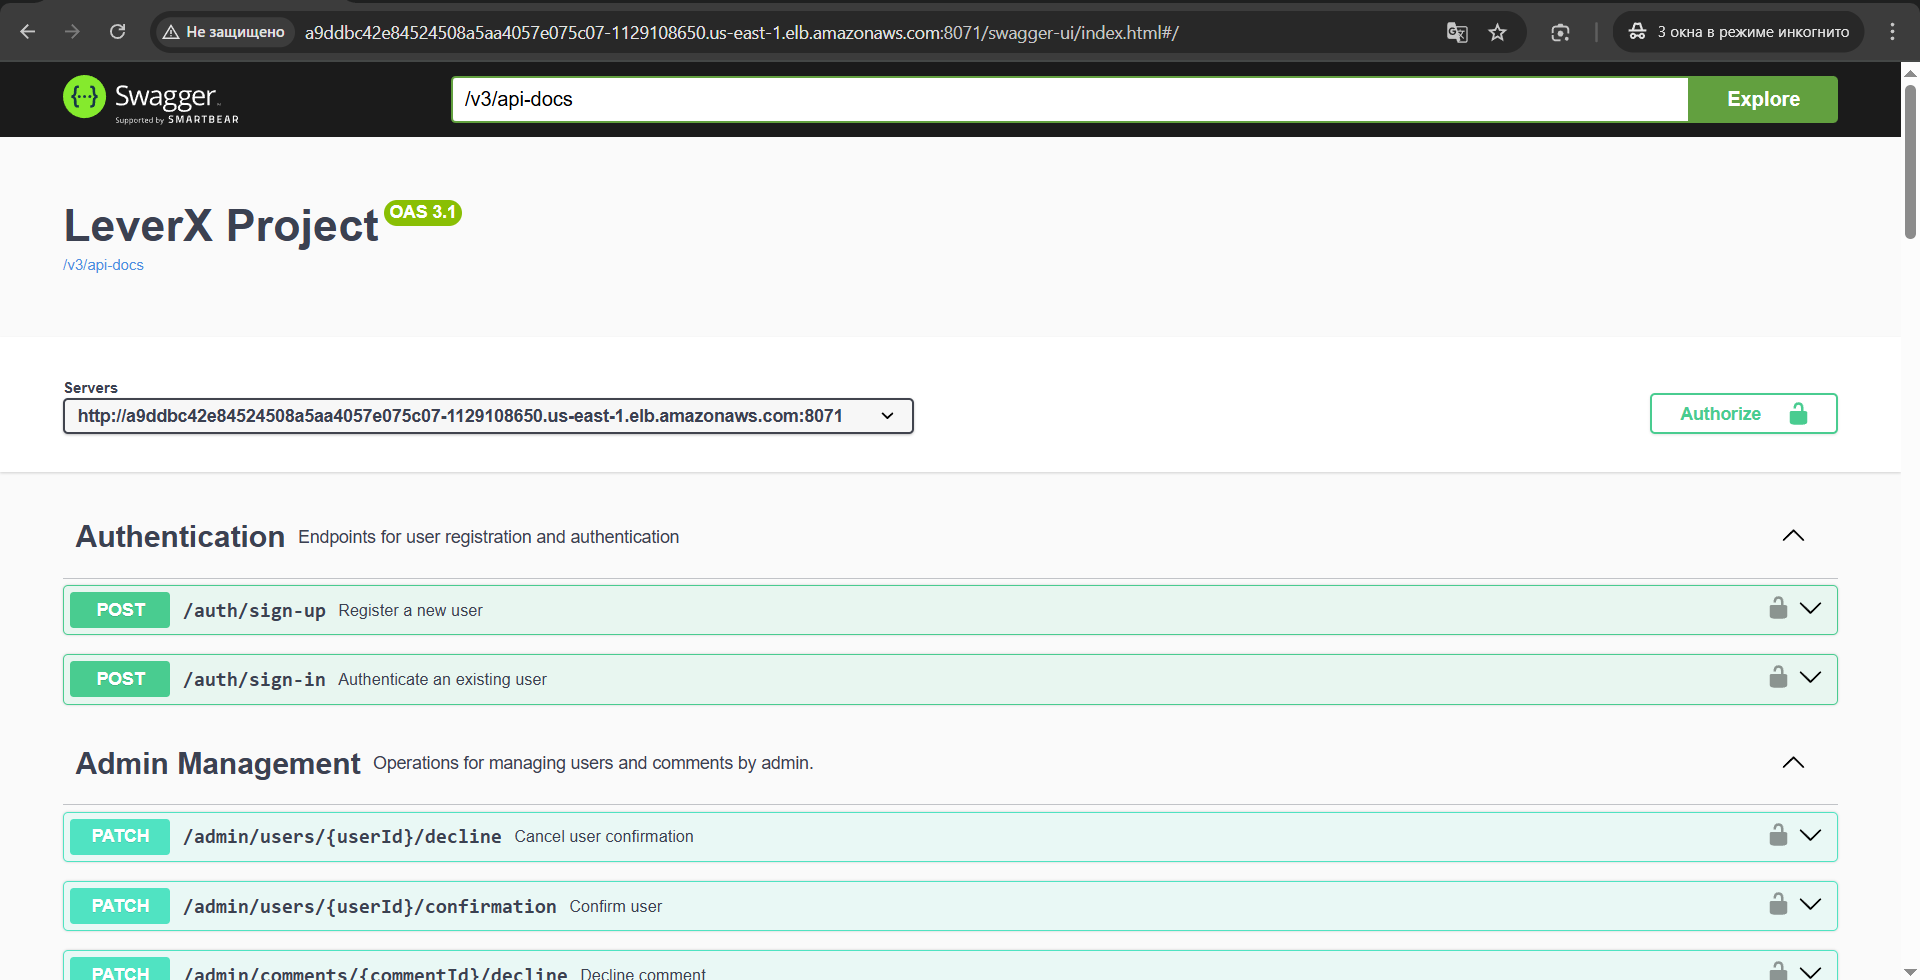 Не защищено
a9ddbc42e84524508a5aa4057e075c07-1129108650.us-east-1.elb.amazonaws.com:8071/swagger-ui/index.html#/
3 окна в режиме инкогнито
{···} Swagger
Supported by SMARTBEAR
/v3/api-docs
Explore
LeverX Project OAS 3.1
/v3/api-docs
Servers
http://a9ddbc42e84524508a5aa4057e075c07-1129108650.us-east-1.elb.amazonaws.com:8071
Authorize
Authentication Endpoints for user registration and authentication
POST /auth/sign-up Register a new user
POST /auth/sign-in Authenticate an existing user
Admin Management Operations for managing users and comments by admin.
PATCH /admin/users/{userId}/decline Cancel user confirmation
PATCH /admin/users/{userId}/confirmation Confirm user
PATCH /admin/comments/{commentId}/decline Decline comment